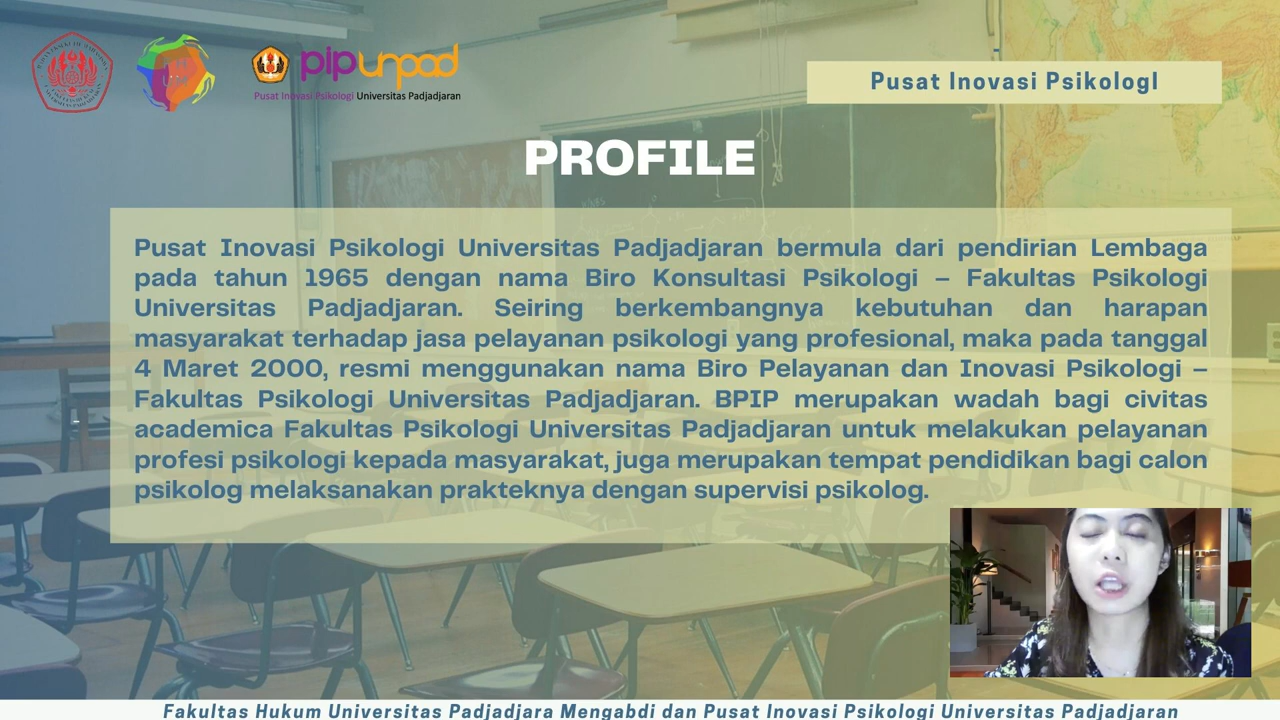 pip unpad
Pusat Inovasi Psikologi Universitas Padjadjaran
Pusat Inovasi PsikologI
PROFILE
Pusat Inovasi Psikologi Universitas Padjadjaran bermula dari pendirian Lembaga
pada tahun 1965 dengan nama Biro Konsultasi Psikologi – Fakultas Psikologi
Universitas Padjadjaran. Seiring berkembangnya kebutuhan dan harapan
masyarakat terhadap jasa pelayanan psikologi yang profesional, maka pada tanggal
4 Maret 2000, resmi menggunakan nama Biro Pelayanan dan Inovasi Psikologi –
Fakultas Psikologi Universitas Padjadjaran. BPIP merupakan wadah bagi civitas
academica Fakultas Psikologi Universitas Padjadjaran untuk melakukan pelayanan
profesi psikologi kepada masyarakat, juga merupakan tempat pendidikan bagi calon
psikolog melaksanakan prakteknya dengan supervisi psikolog.
Fakultas Hukum Universitas Padjadjara Mengabdi dan Pusat Inovasi Psikologi Universitas Padjadjaran